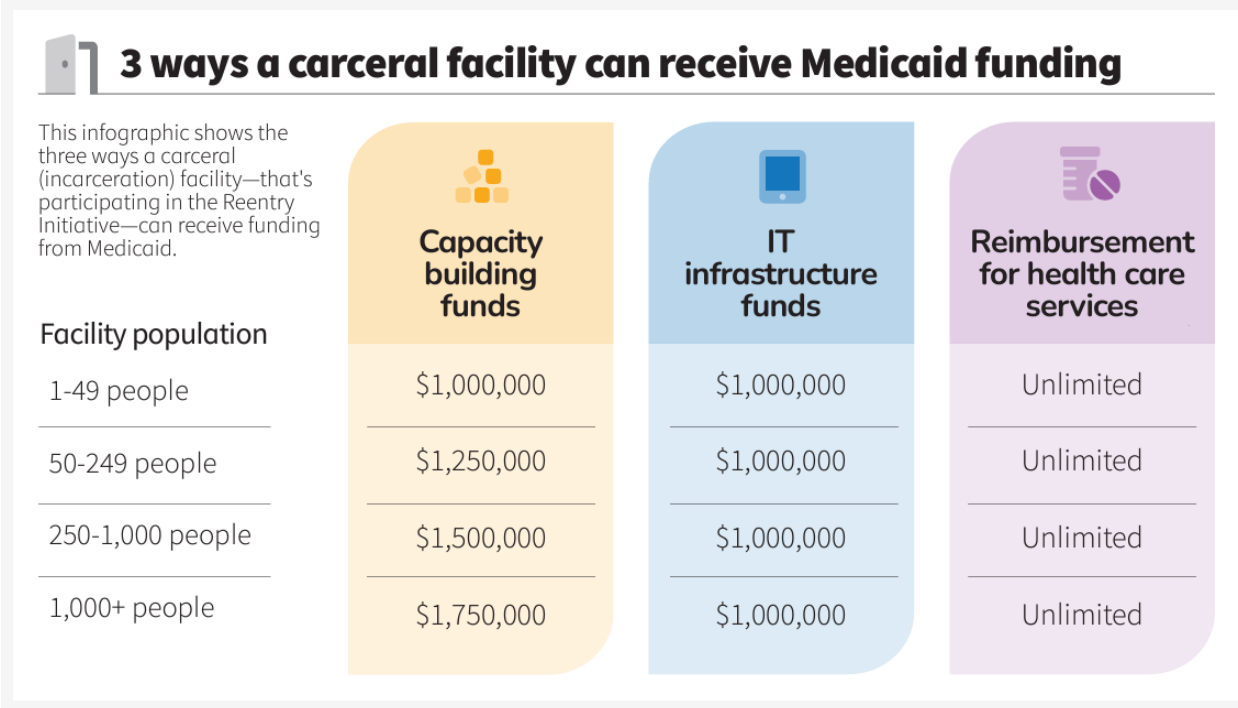 3 ways a carceral facility can receive Medicaid funding
This infographic shows the
three ways a carceral
(incarceration) facility—that's
participating in the Reentry
Initiative—can receive funding
from Medicaid.
Capacity
building
funds
IT
infrastructure
funds
Reimbursement
for health care
services
Facility population
1-49 people
$1,000,000
$1,000,000
Unlimited
50-249 people
$1,250,000
$1,000,000
Unlimited
250-1,000 people
$1,500,000
$1,000,000
Unlimited
1,000+ people
$1,750,000
$1,000,000
Unlimited